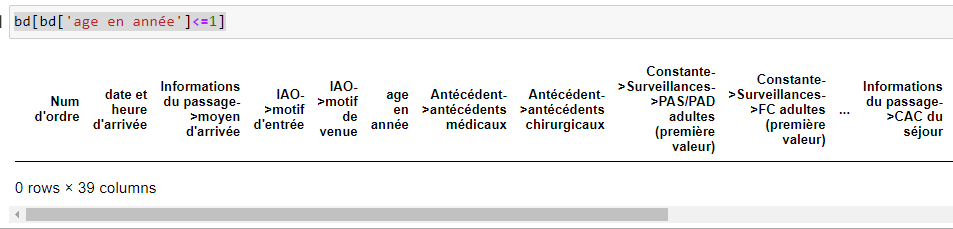 bd[bd['age en année']<=1]
Num d'ordre
date et heure d'arrivée
Informations du passage->moyen d'arrivée
IAO->motif d'entrée
IAO->motif de venue
age en année
Antécédent->antécédents médicaux
Antécédent->antécédents chirurgicaux
Constante->Surveillances->PAS/PAD adultes (première valeur)
Constante->Surveillances->FC adultes (première valeur)
...
Informations du passage->CAC du séjour
0 rows × 39 columns